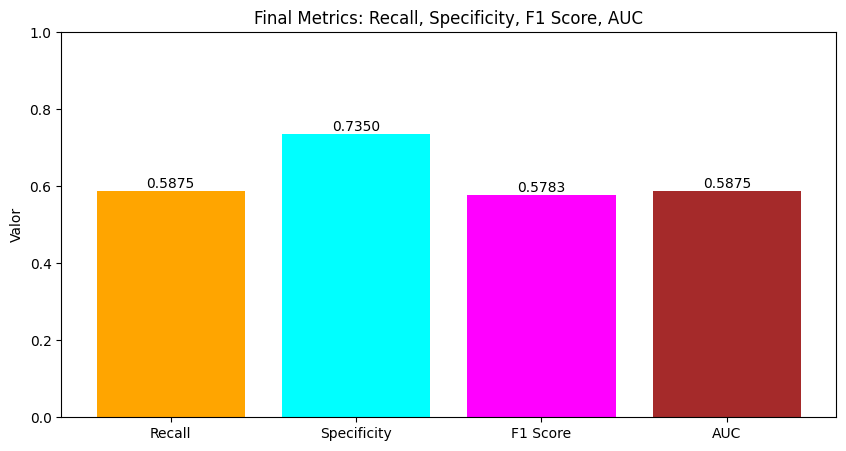 Final Metrics: Recall, Specificity, F1 Score, AUC
Valor
1.0
0.8
0.6
0.4
0.2
0.0
0.5875
0.7350
0.5783
0.5875
Recall
Specificity
F1 Score
AUC